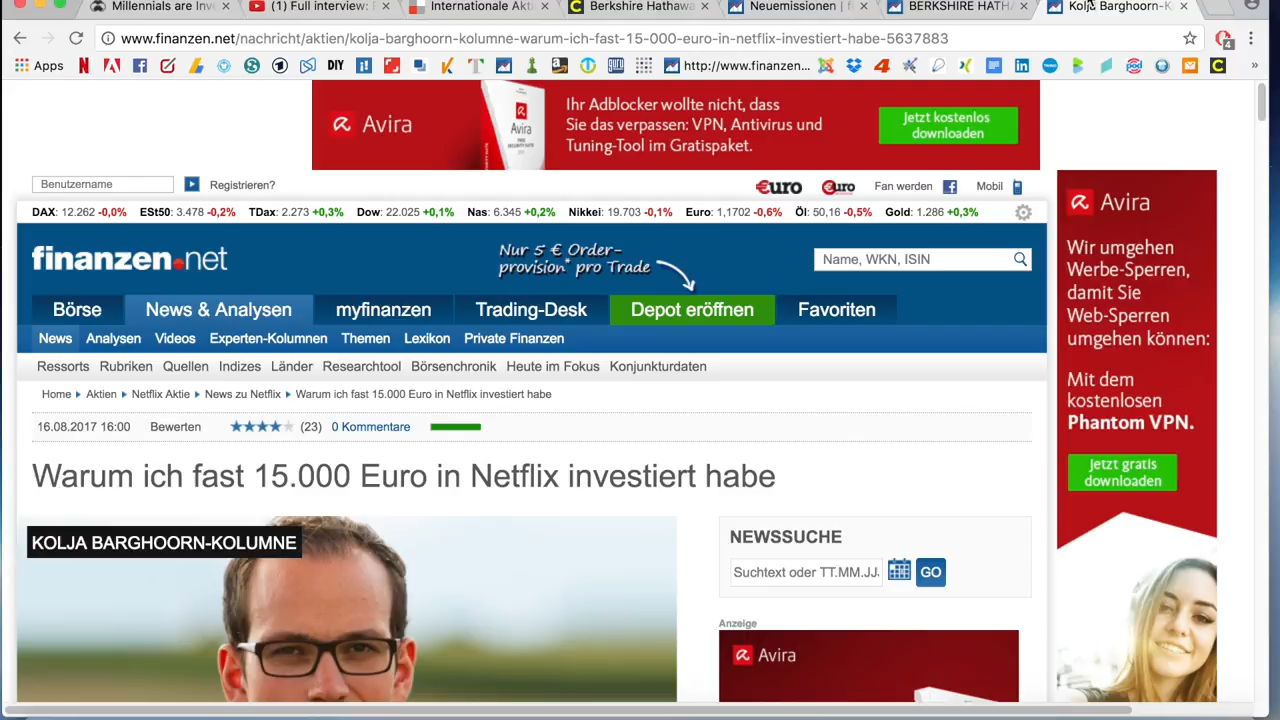 Millennials are Inve
(1) Full interview:
Internationale Akti
Berkshire Hathawa
Neuemissionen | fi
BERKSHIRE HATH
Kolja Barghoorn-K
www.finanzen.net/nachricht/aktien/kolja-barghoorn-kolumne-warum-ich-fast-15-000-euro-in-netflix-investiert-habe-5637883
4
Apps
DIY
http://www.finanzen...
»
Avira
Ihr Adblocker wollte nicht, dass
Sie das verpassen: VPN, Antivirus und
Tuning-Tool im Gratispaket.
Jetzt kostenlos
downloaden
Benutzername
Registrieren?
€uro
€uro
Fan werden
Mobil
DAX: 12.262 -0,0% ESt50: 3.478 -0,2% TDax: 2.273 +0,3% Dow: 22.025 +0,1% Nas: 6.345 +0,2% Nikkei: 19.703 -0,1% Euro: 1,1702 -0,6% Öl: 50,16 -0,5% Gold: 1.286 +0,3%
finanzen.net
Nur 5 € Order-
provision* pro Trade
Name, WKN, ISIN
Börse
News & Analysen
myfinanzen
Trading-Desk
Depot eröffnen
Favoriten
News Analysen Videos Experten-Kolumnen Themen Lexikon Private Finanzen
Ressorts Rubriken Quellen Indizes Länder Researchtool Börsenchronik Heute im Fokus Konjunkturdaten
Home Aktien Netflix Aktie News zu Netflix Warum ich fast 15.000 Euro in Netflix investiert habe
16.08.2017 16:00 Bewerten (23) 0 Kommentare
Warum ich fast 15.000 Euro in Netflix investiert habe
KOLJA BARGHOORN-KOLUMNE
NEWSSUCHE
Suchtext oder TT.MM.JJ.
GO
Anzeige
Avira
Avira
Wir umgehen
Werbe-Sperren,
damit Sie
Web-Sperren
umgehen können:
Mit dem
kostenlosen
Phantom VPN.
Jetzt gratis
downloaden